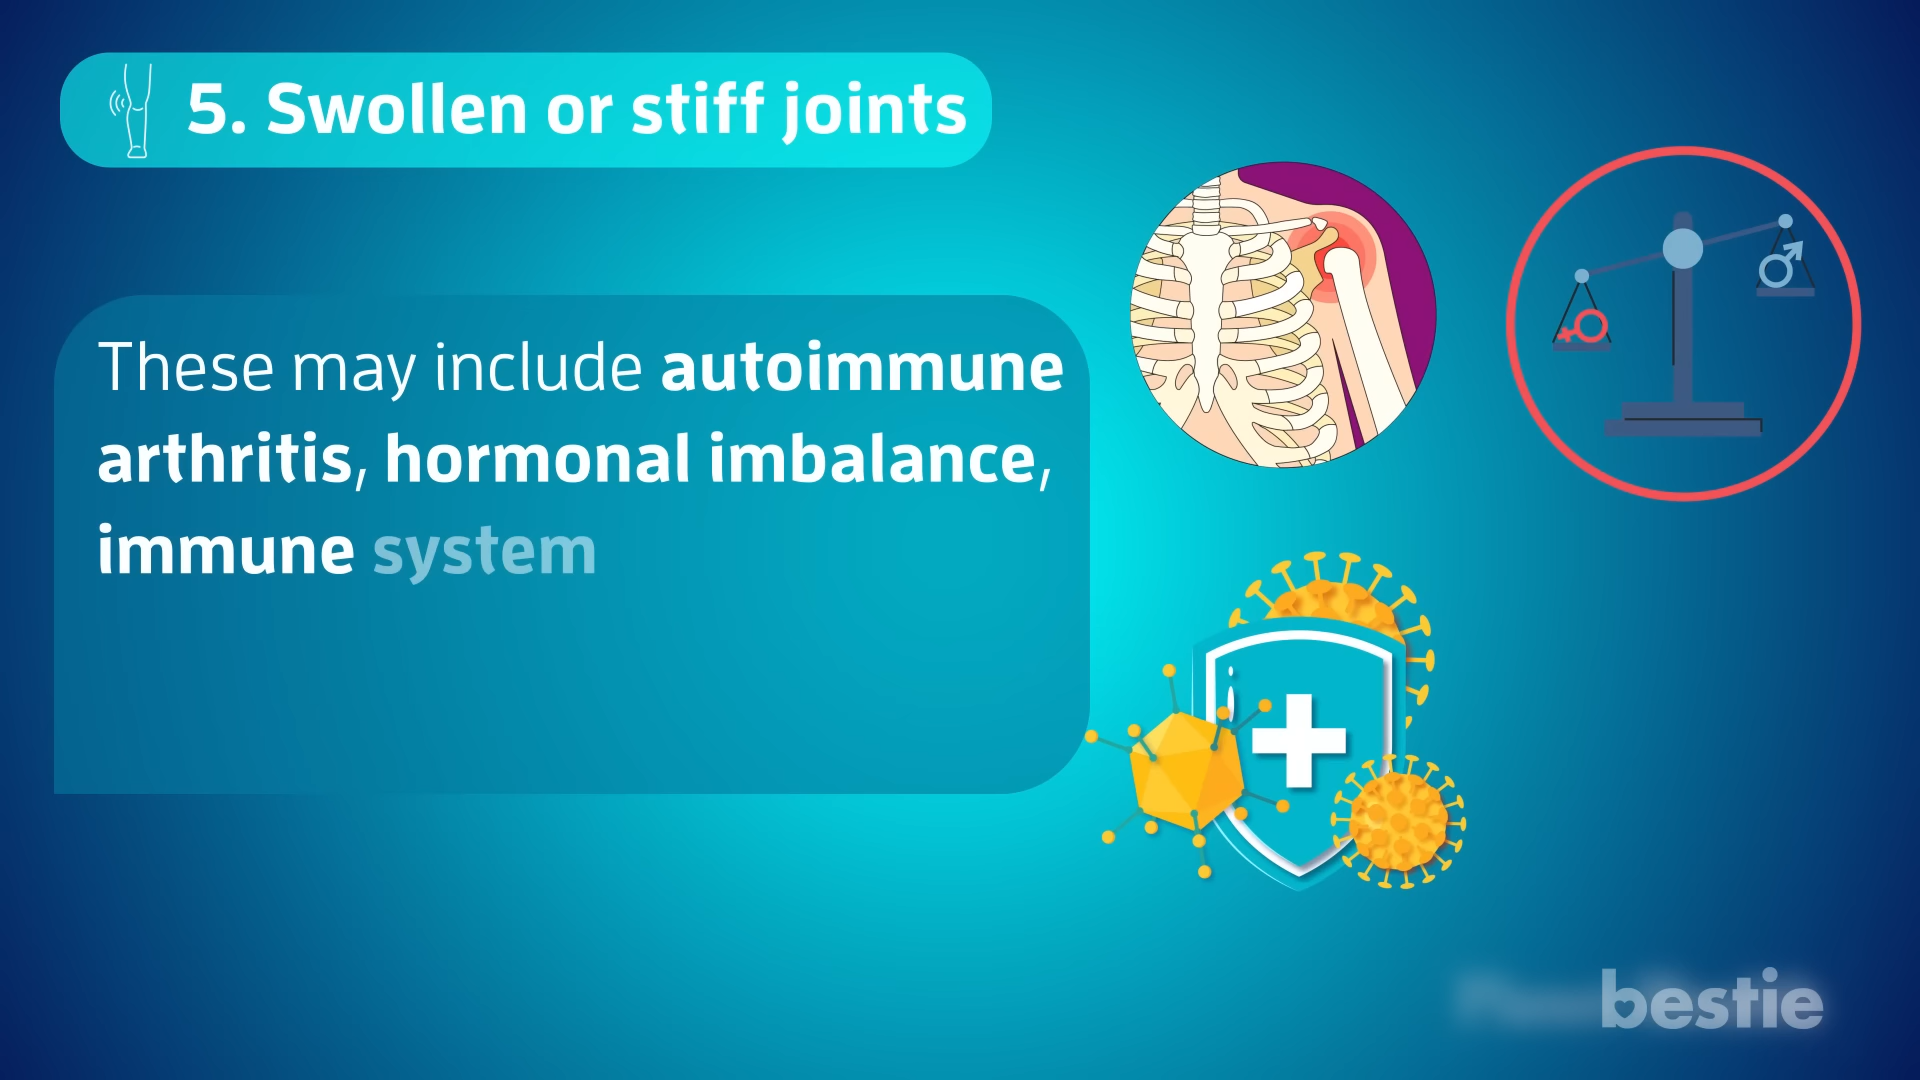 5. Swollen or stiff joints
These may include autoimmune
arthritis, hormonal imbalance,
immune system
bestie